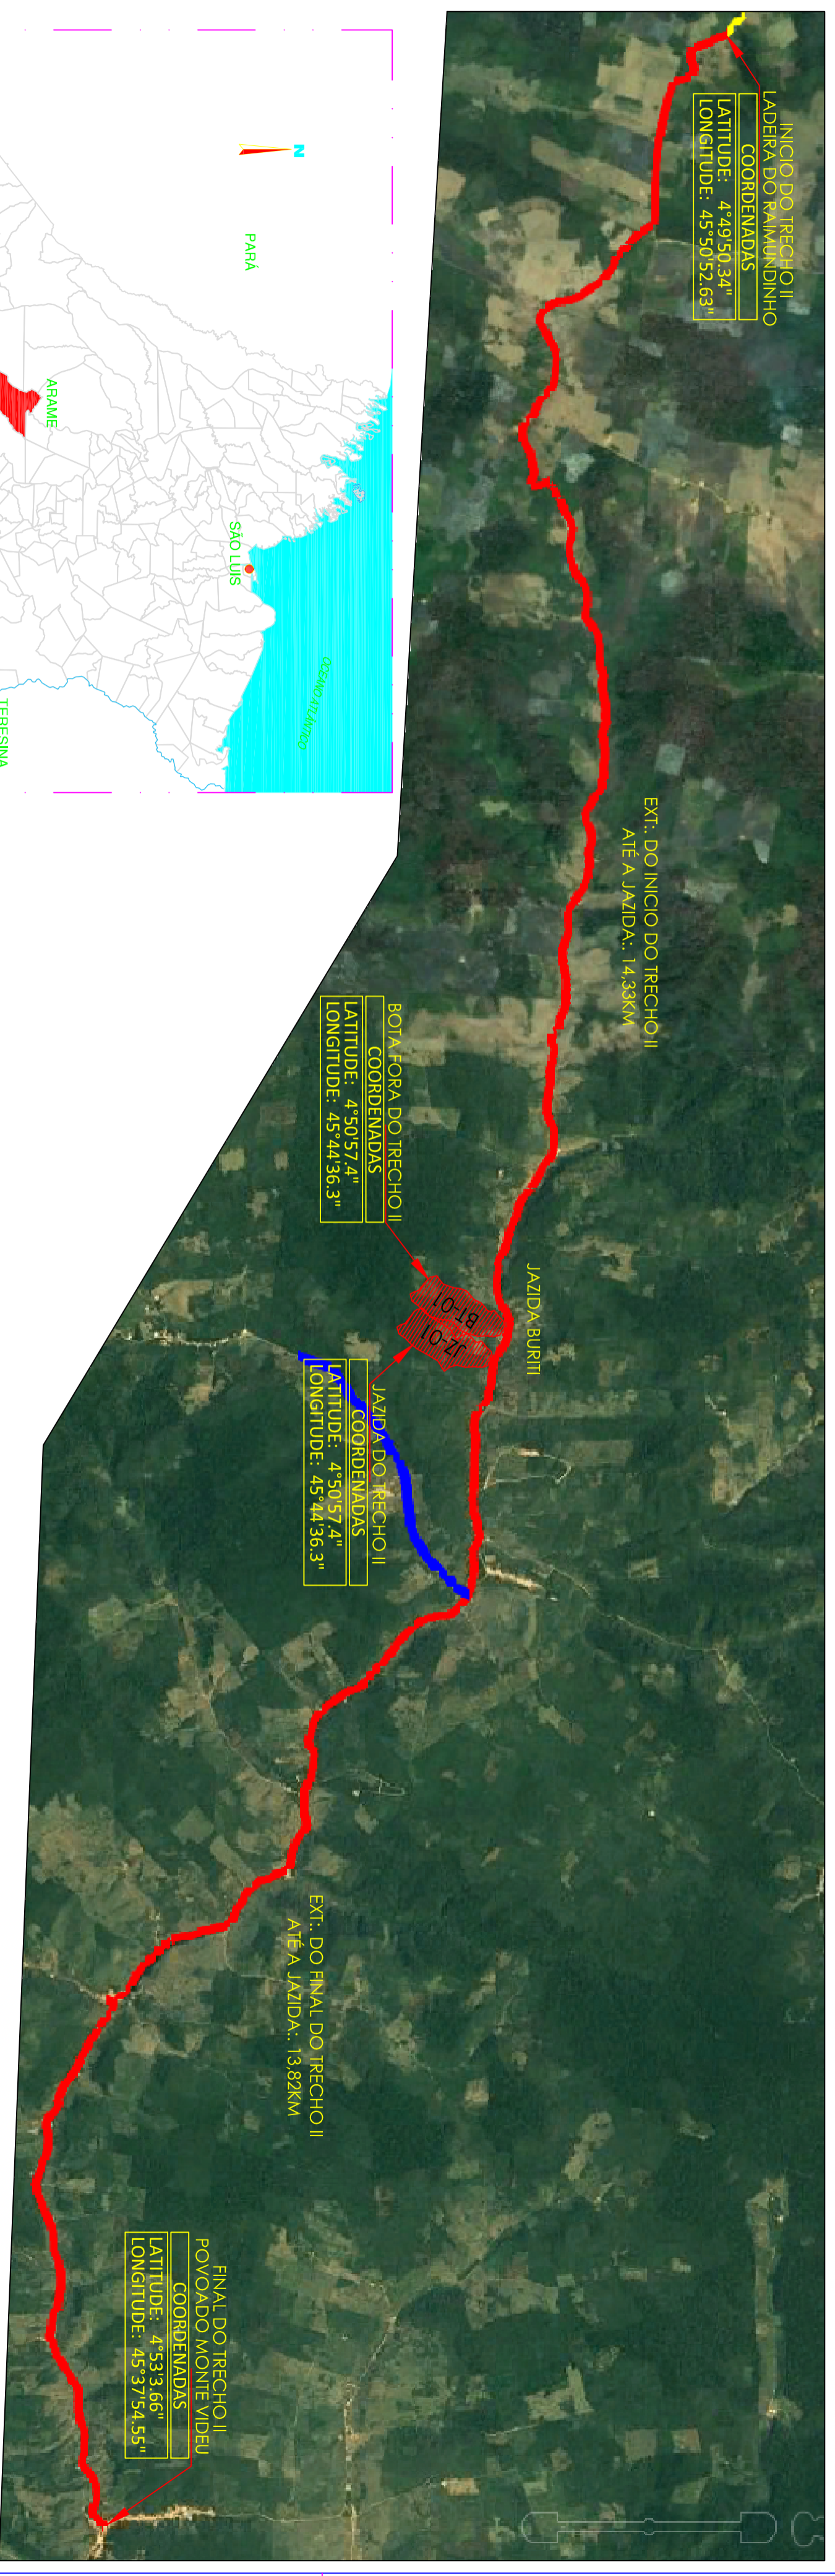 INICIO DO TRECHO II
LADEIRA DO RAIMUNDINHO
COORDENADAS
LATITUDE: 4°49'50.34"
LONGITUDE: 45°50'52.63"
EXT:. DO INICIO DO TRECHO II
ATÉ A JAZIDA:. 14,33KM
BOTA FORA DO TRECHO II
COORDENADAS
LATITUDE: 4°50'57.4"
LONGITUDE: 45°44'36.3"
JAZIDA BURITI
BT-01
JZ-01
JAZIDA DO TRECHO II
COORDENADAS
LATITUDE: 4°50'57.4"
LONGITUDE: 45°44'36.3"
EXT:. DO FINAL DO TRECHO II
ATÉ A JAZIDA:. 13,82KM
FINAL DO TRECHO II
POVOADO MONTE VIDEU
COORDENADAS
LATITUDE: 4°53'3.66"
LONGITUDE: 45°37'54.55"
N
PARÁ
ARAME
SÃO LUIS
OCEANO ATLÂNTICO
TERESINA